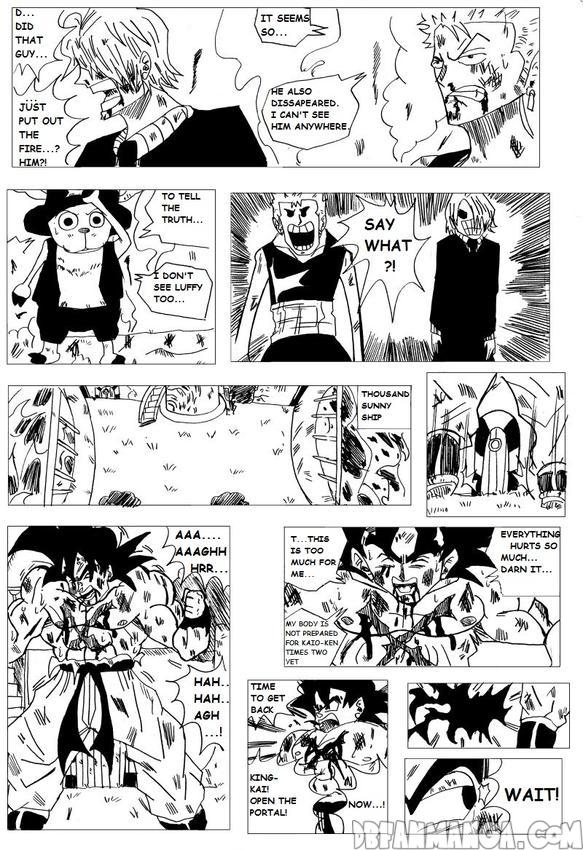 D...
DID
THAT
GUY...
JUST
PUT OUT
THE
FIRE...?
HIM?!
IT SEEMS
SO...
HE ALSO
DISSAPEARED.
I CAN'T SEE
HIM ANYWHERE.
TO TELL
THE
TRUTH...
I DON'T
SEE LUFFY
TOO...
SAY
WHAT
?!
THOUSAND
SUNNY
SHIP
AAA....
AAAGHH
HRR...
HAH..
HAH..
AGH
...!
T...THIS
IS TOO
MUCH FOR
ME...
MY BODY IS
NOT PREPARED
FOR KAIO-KEN
TIMES TWO
YET
EVERYTHING
HURTS SO
MUCH...
DARN IT...
TIME
TO GET
BACK
KING-
KAI!
OPEN THE
PORTAL!
NOW...!
WAIT!
DBFANMANGA.COM